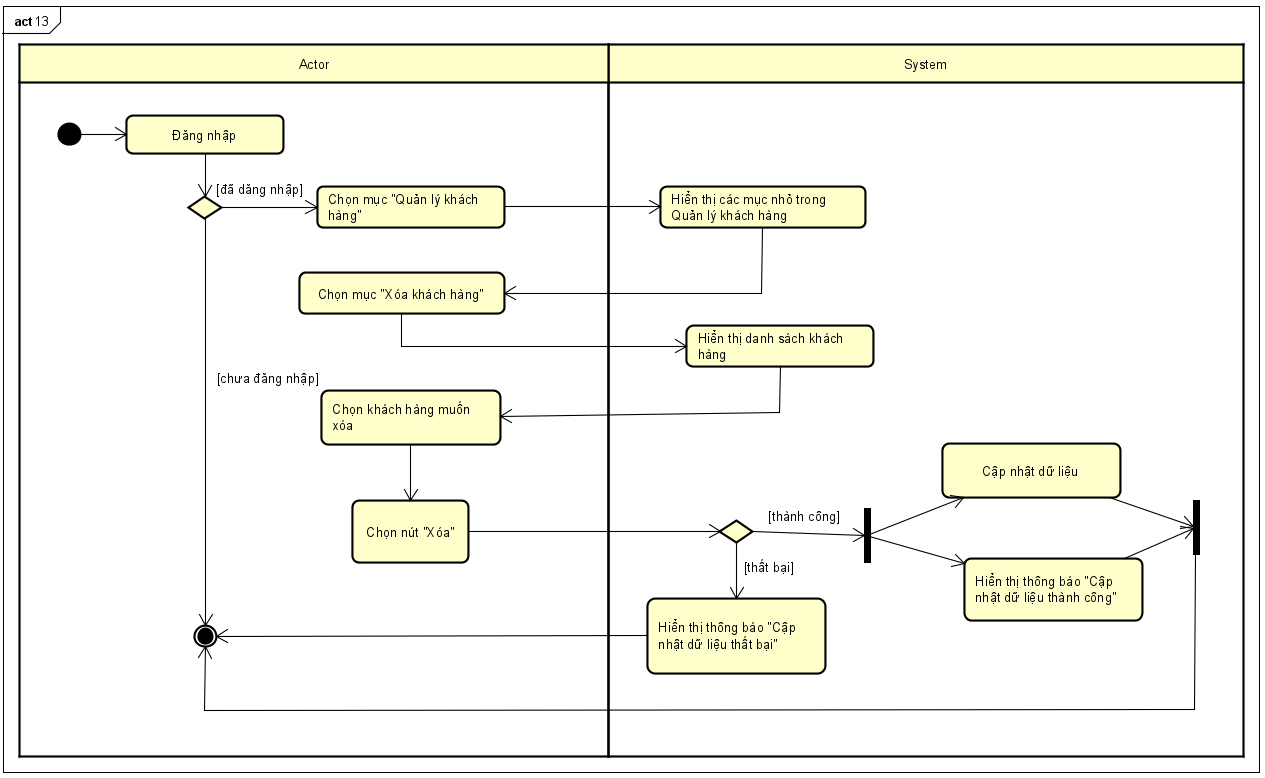 act 13
Actor
System
Đăng nhập
[đã dăng nhập]
Chọn mục "Quản lý khách
hàng"
Hiển thị các mục nhỏ trong
Quản lý khách hàng
Chọn mục "Xóa khách hàng"
Hiển thị danh sách khách
hàng
[chưa đăng nhập]
Chọn khách hàng muốn
xóa
Cập nhật dữ liệu
Chọn nút "Xóa"
[thành công]
[thất bại]
Hiển thị thông báo "Cập
nhật dữ liệu thành công"
Hiển thị thông báo "Cập
nhật dữ liệu thất bại"